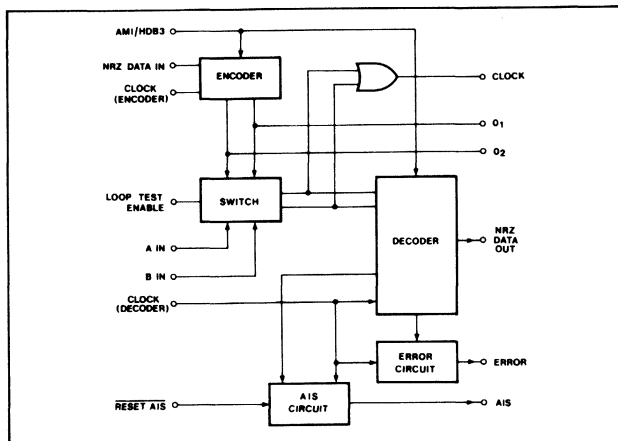 AMI/HDB3
NRZ DATA IN
ENCODER
CLOCK
(ENCODER)
CLOCK
O1
O2
LOOP TEST
ENABLE
SWITCH
A IN
B IN
DECODER
NRZ
DATA
OUT
CLOCK
(DECODER)
ERROR
CIRCUIT
ERROR
RESET AIS
AIS
CIRCUIT
AIS